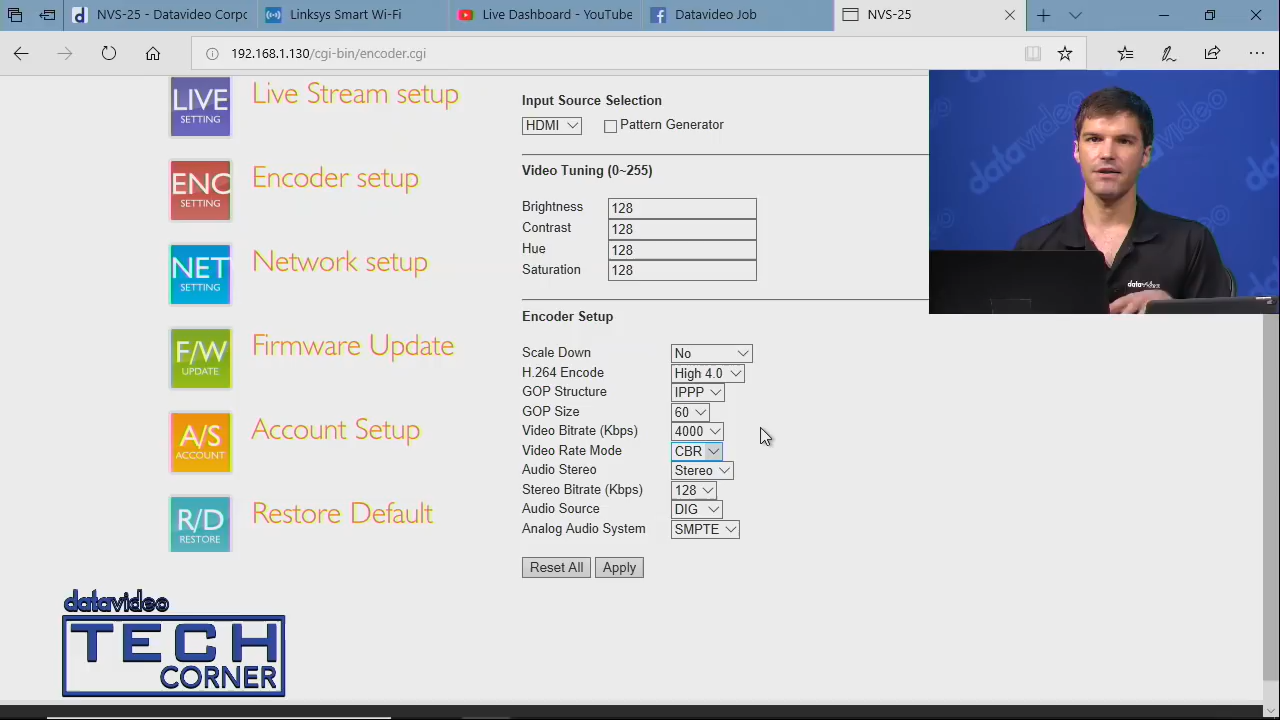 NVS-25 - Datavideo Corpo
Linksys Smart Wi-Fi
Live Dashboard - YouTube
Datavideo Job
NVS-25
192.168.1.130/cgi-bin/encoder.cgi
LIVE
SETTING
Live Stream setup
ENC
SETTING
Encoder setup
NET
SETTING
Network setup
F/W
UPDATE
Firmware Update
A/S
ACCOUNT
Account Setup
R/D
RESTORE
Restore Default
Input Source Selection
HDMI Pattern Generator
Video Tuning (0~255)
Brightness 128
Contrast 128
Hue 128
Saturation 128
Encoder Setup
Scale Down No
H.264 Encode High 4.0
GOP Structure IPPP
GOP Size 60
Video Bitrate (Kbps) 4000
Video Rate Mode CBR
Audio Stereo Stereo
Stereo Bitrate (Kbps) 128
Audio Source DIG
Analog Audio System SMPTE
Reset All Apply
datavideo
datavideo
datavideo
TECH
CORNER